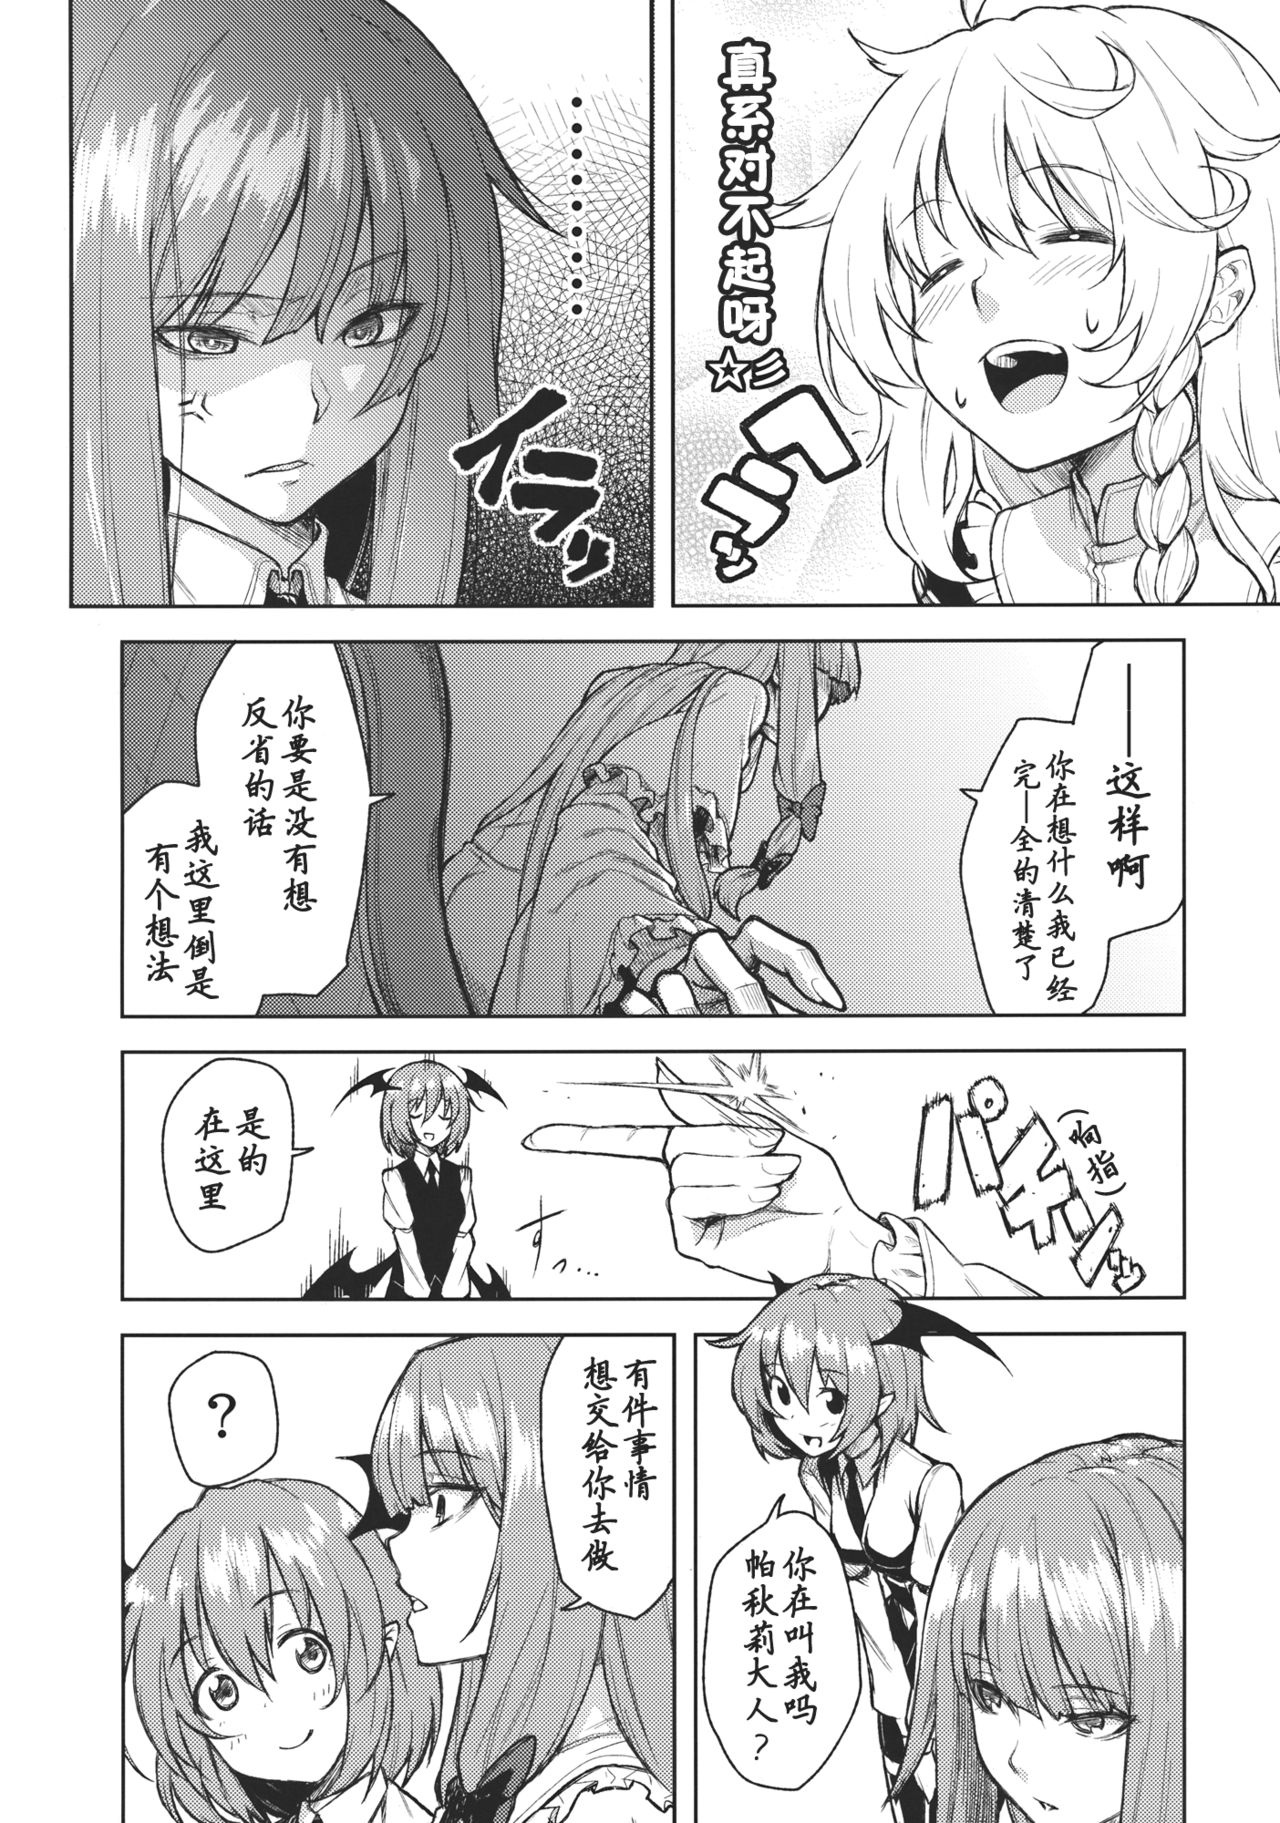 真系对不起呀☆彡
クラッ
………
イラッ
——这样啊
你在想什么我已经
完—全的清楚了
你要是没有想
反省的话
我这里倒是
有个想法
(响指)
パチンッ
す
っ…
是的
在这里
你在叫我吗
帕秋莉大人？
有件事情
想交给你去做
？